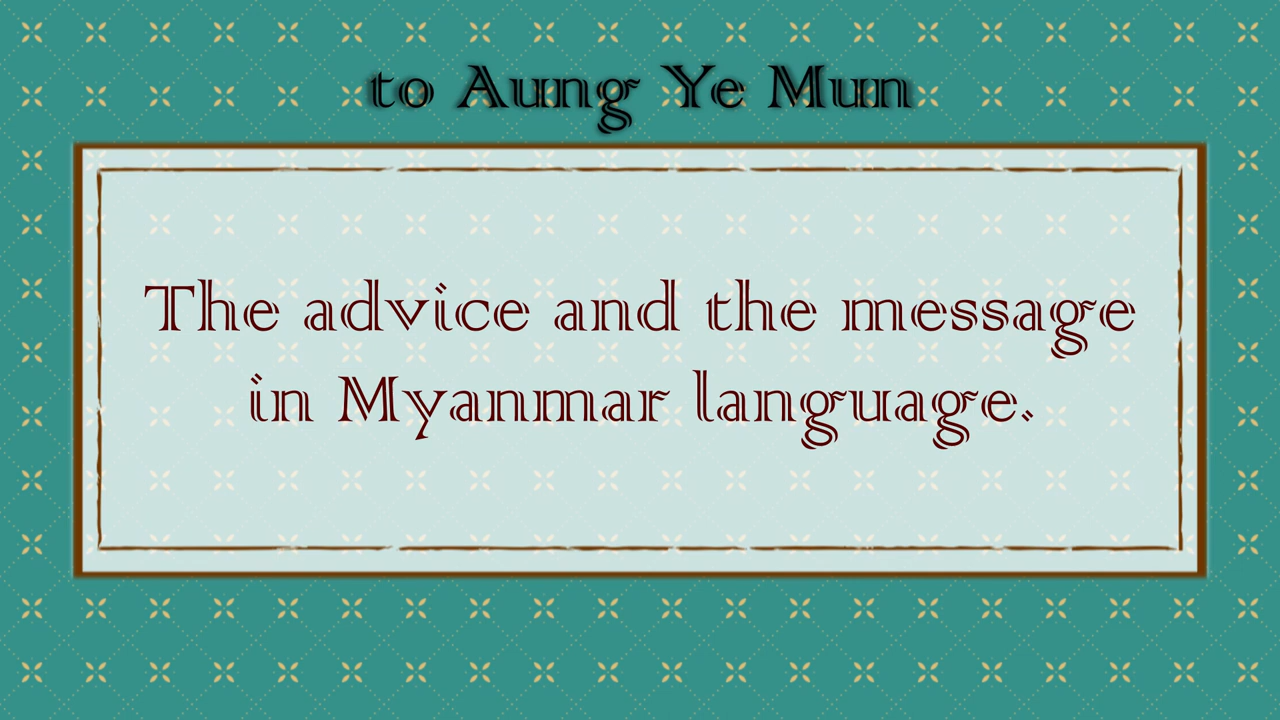 to Aung Ye Mun
The advice and the message
in Myanmar language.